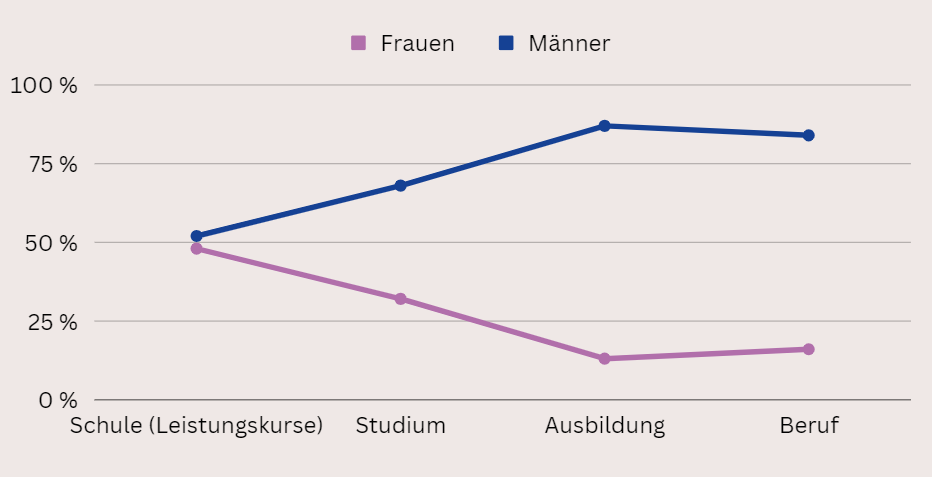 Frauen Männer
100 %
75 %
50 %
25 %
0 %
Schule (Leistungskurse) Studium Ausbildung Beruf